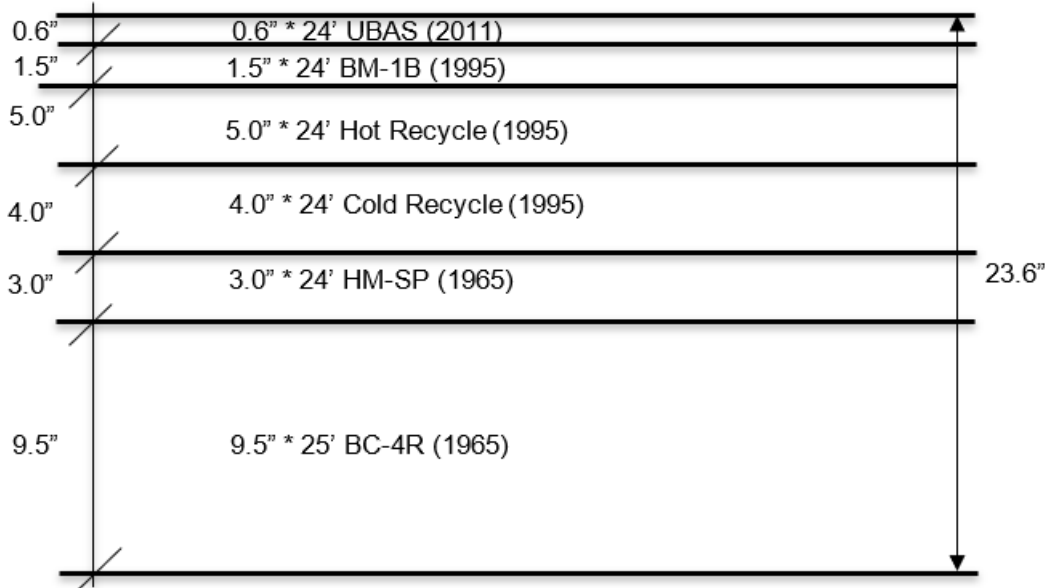 0.6” 0.6” * 24’ UBAS (2011)
1.5” 1.5” * 24’ BM-1B (1995)
5.0” 5.0” * 24’ Hot Recycle (1995)
4.0” 4.0” * 24’ Cold Recycle (1995)
3.0” 3.0” * 24’ HM-SP (1965)
23.6”
9.5” 9.5” * 25’ BC-4R (1965)